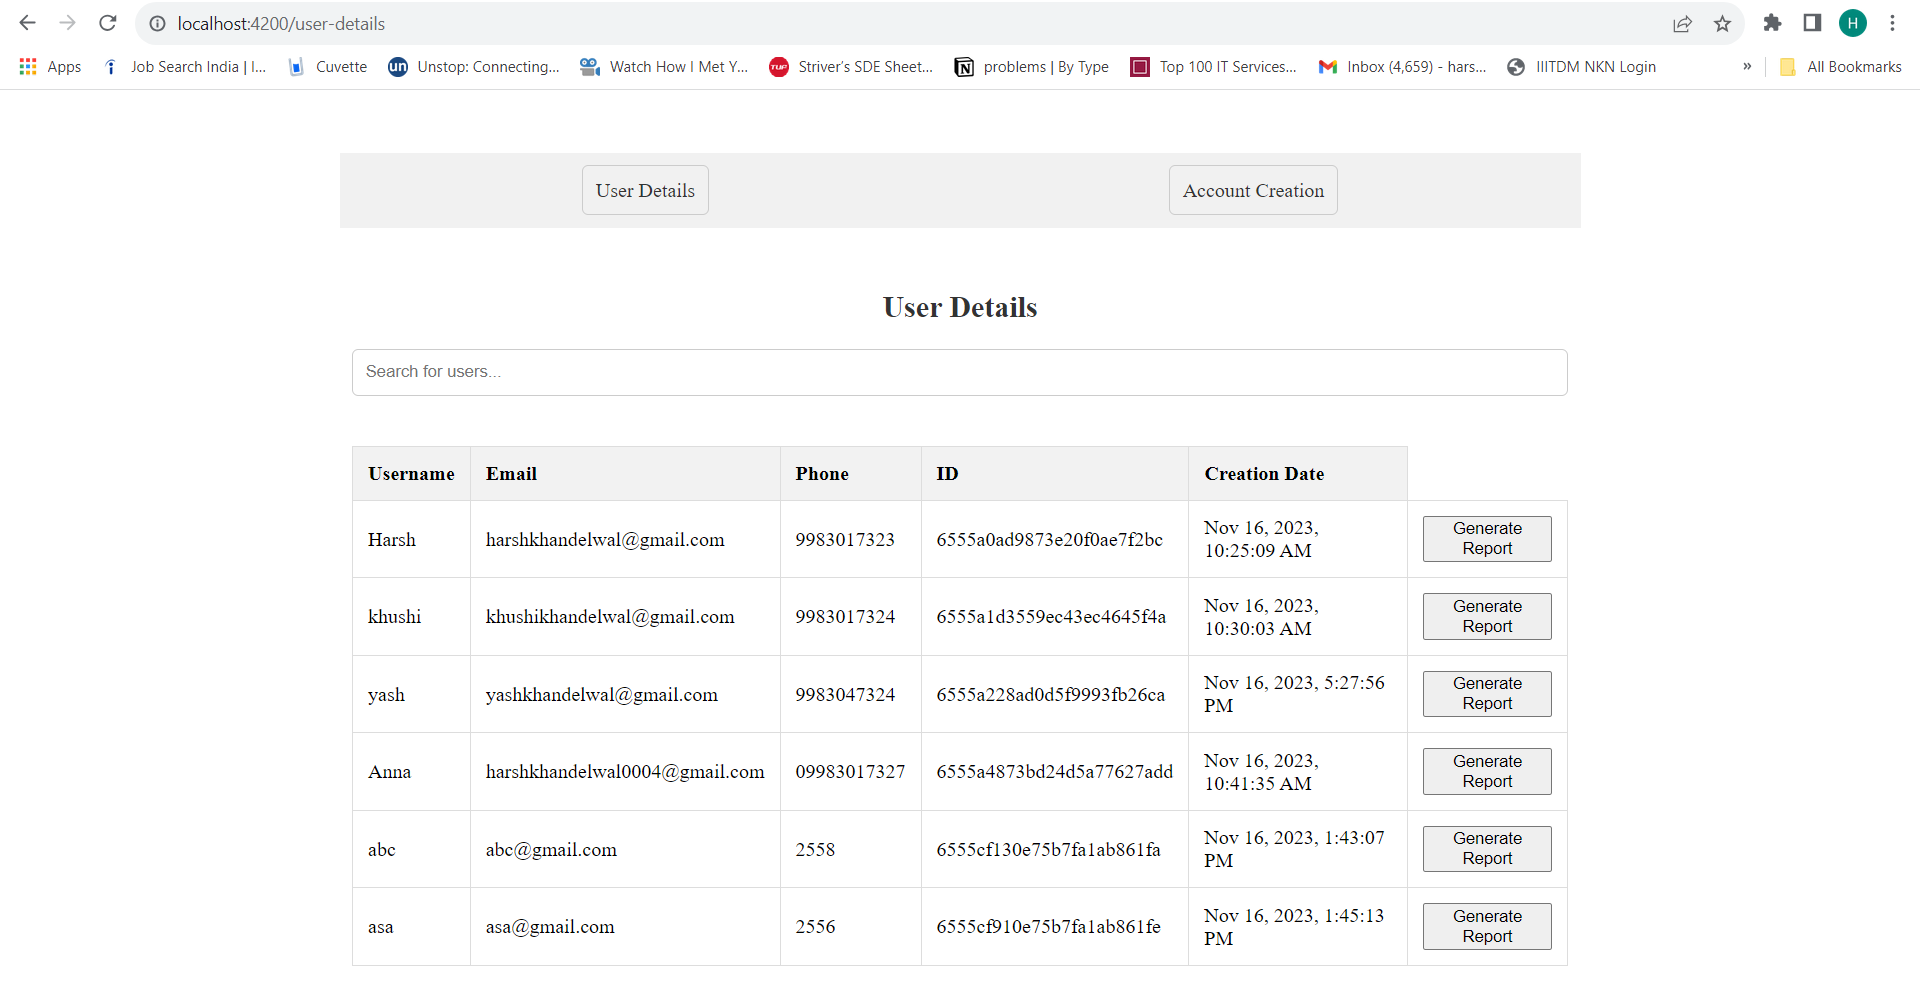 localhost:4200/user-details
H
Apps
Job Search India | I...
Cuvette
un
Unstop: Connecting...
Watch How I Met Y...
TUF
Striver's SDE Sheet...
problems | By Type
Top 100 IT Services...
Inbox (4,659) - hars...
IIITDM NKN Login
»
All Bookmarks
User Details
Account Creation
User Details
Search for users...
Username Email Phone ID Creation Date
Harsh harshkhandelwal@gmail.com 9983017323 6555a0ad9873e20f0ae7f2bc Nov 16, 2023,
10:25:09 AM
Generate
Report
khushi khushikhandelwal@gmail.com 9983017324 6555a1d3559ec43ec4645f4a Nov 16, 2023,
10:30:03 AM
Generate
Report
yash yashkhandelwal@gmail.com 9983047324 6555a228ad0d5f9993fb26ca Nov 16, 2023, 5:27:56
PM
Generate
Report
Anna harshkhandelwal0004@gmail.com 09983017327 6555a4873bd24d5a77627add Nov 16, 2023,
10:41:35 AM
Generate
Report
abc abc@gmail.com 2558 6555cf130e75b7fa1ab861fa Nov 16, 2023, 1:43:07
PM
Generate
Report
asa asa@gmail.com 2556 6555cf910e75b7fa1ab861fe Nov 16, 2023, 1:45:13
PM
Generate
Report